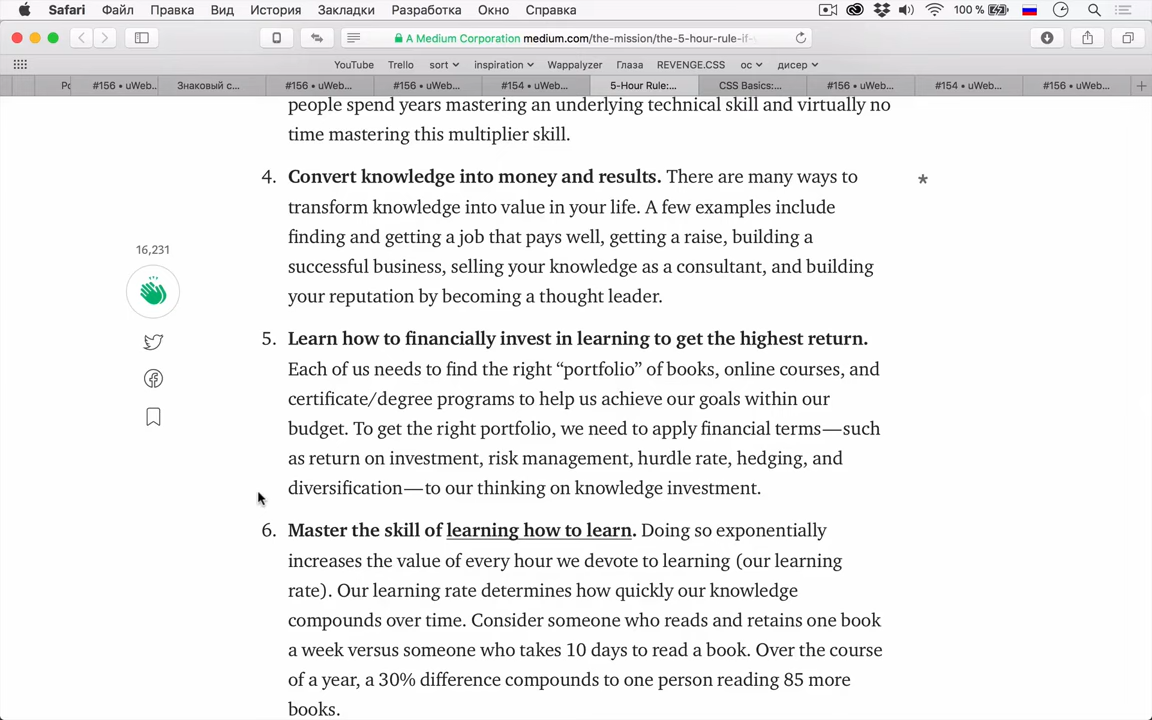 Safari Файл Правка Вид История Закладки Разработка Окно Справка 100 %
A Medium Corporation medium.com/the-mission/the-5-hour-rule-if-
YouTube Trello sort inspiration Wappalyzer Глаза REVENGE.CSS ос дисер
#156 • uWeb... Знаковый с... #156 • uWeb... #156 • uWeb... #154 • uWeb... 5-Hour Rule:... CSS Basics:... #156 • uWeb... #154 • uWeb... #156 • uWeb...
people spend years mastering an underlying technical skill and virtually no
time mastering this multiplier skill.
4. Convert knowledge into money and results. There are many ways to *
transform knowledge into value in your life. A few examples include
finding and getting a job that pays well, getting a raise, building a
successful business, selling your knowledge as a consultant, and building
your reputation by becoming a thought leader.
16,231
5. Learn how to financially invest in learning to get the highest return.
Each of us needs to find the right “portfolio” of books, online courses, and
certificate/degree programs to help us achieve our goals within our
budget. To get the right portfolio, we need to apply financial terms—such
as return on investment, risk management, hurdle rate, hedging, and
diversification—to our thinking on knowledge investment.
6. Master the skill of learning how to learn. Doing so exponentially
increases the value of every hour we devote to learning (our learning
rate). Our learning rate determines how quickly our knowledge
compounds over time. Consider someone who reads and retains one book
a week versus someone who takes 10 days to read a book. Over the course
of a year, a 30% difference compounds to one person reading 85 more
books.